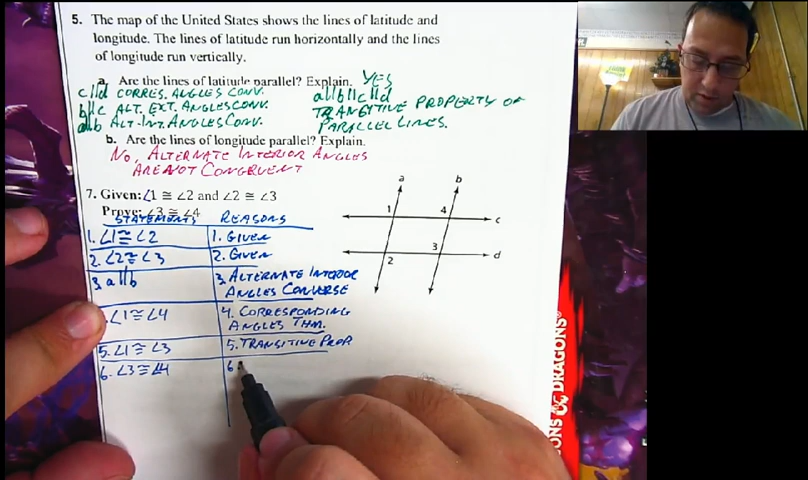 5. The map of the United States shows the lines of latitude and
longitude. The lines of latitude run horizontally and the lines
of longitude run vertically.
a. Are the lines of latitude parallel? Explain. YES
c||d CORRES. ANGLES CONV.
b||c ALT. EXT. ANGLES CONV.
a||b ALT. INT. ANGLES CONV.
a||b||c||d
TRANSITIVE PROPERTY OF
PARALLEL LINES.
b. Are the lines of longitude parallel? Explain.
NO, ALTERNATE INTERIOR ANGLES
ARE NOT CONGRUENT
7. Given: ∠1 ≅ ∠2 and ∠2 ≅ ∠3
Prove: ∠3 ≅ ∠4
STATEMENTS REASONS
1. ∠1 ≅ ∠2 1. GIVEN
2. ∠2 ≅ ∠3 2. GIVEN
3. a||b 3. ALTERNATE INTERIOR
ANGLES CONVERSE
. ∠1 ≅ ∠4 4. CORRESPONDING
ANGLES THM.
5. ∠1 ≅ ∠3 5. TRANSITIVE PROP
6. ∠3 ≅ ∠4 6.
a b
1 4 c
2 3 d
ONS & DRAGONS®